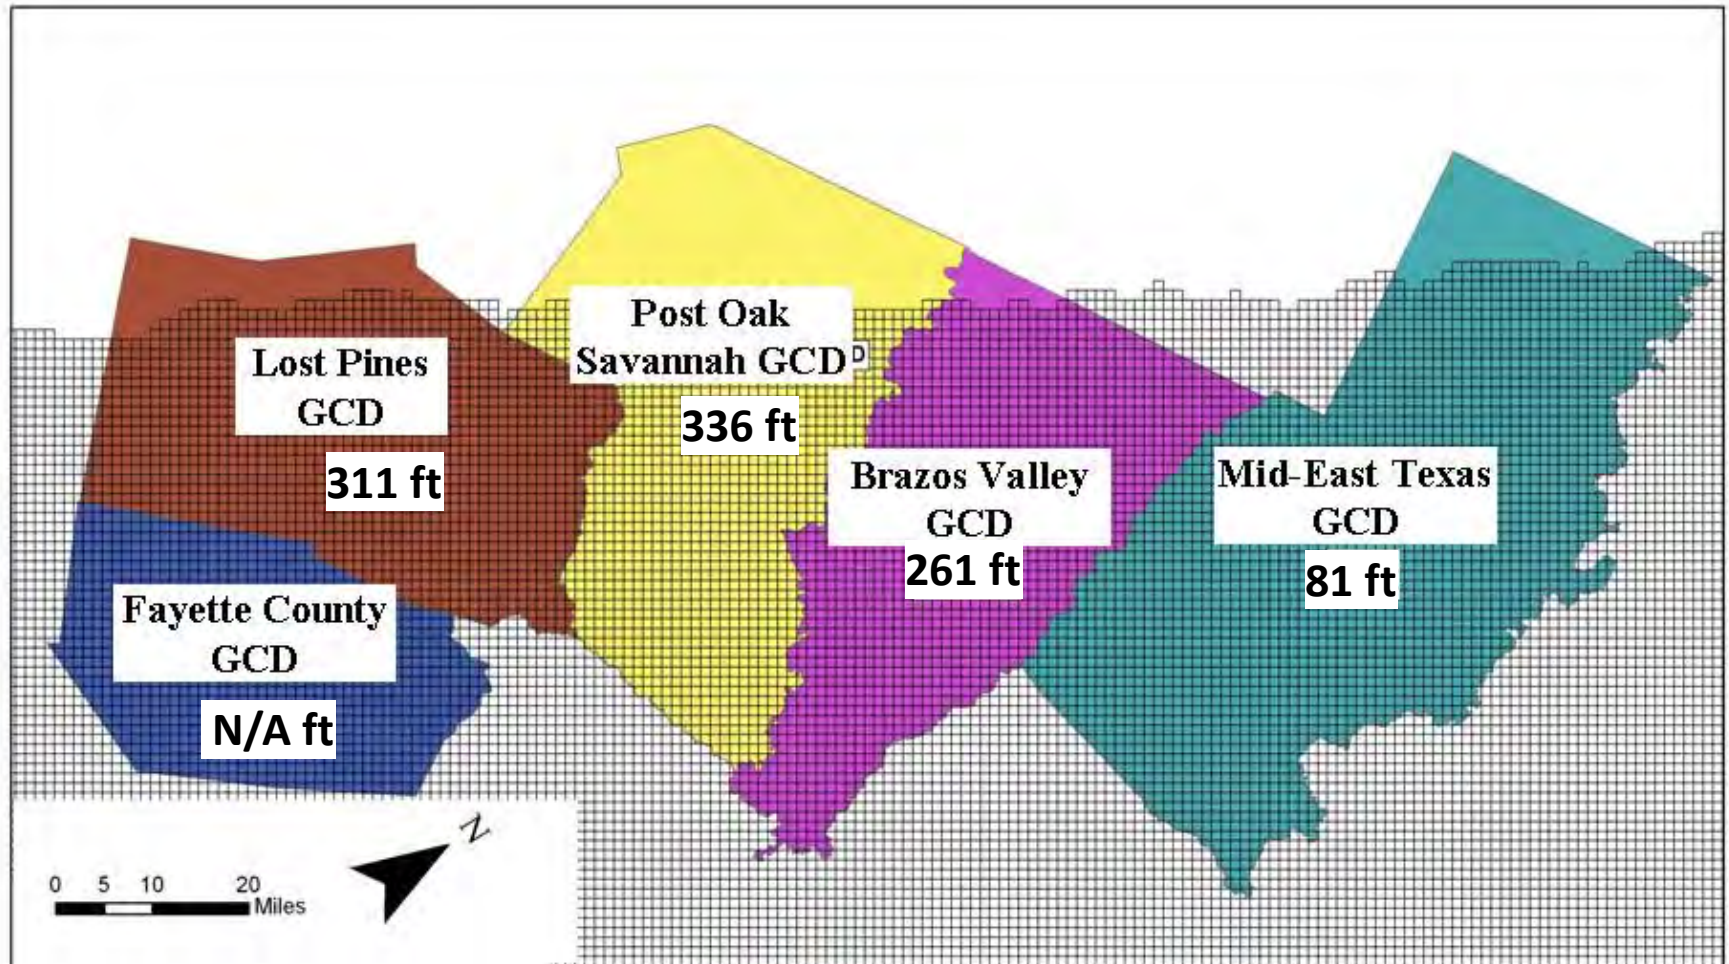 Post Oak
Savannah GCD
D
336 ft
Lost Pines
GCD
311 ft
Brazos Valley
GCD
261 ft
Mid-East Texas
GCD
81 ft
Fayette County
GCD
N/A ft
N
0 5 10 20
Miles